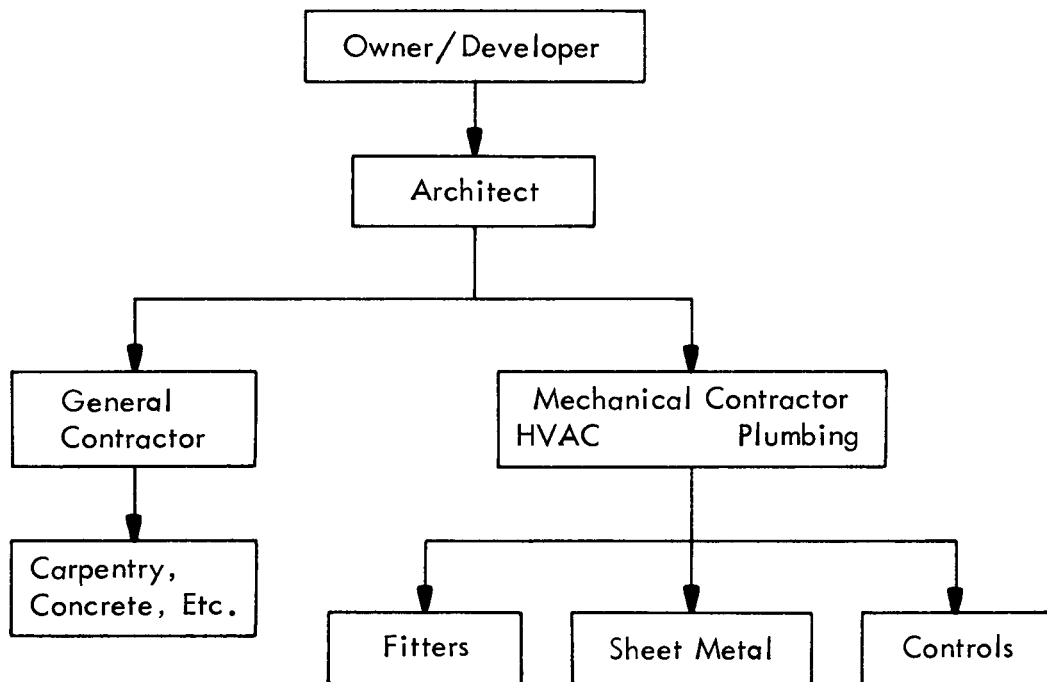 Owner/Developer
Architect
General
Contractor
Mechanical Contractor
HVAC Plumbing
Carpentry,
Concrete, Etc.
Fitters
Sheet Metal
Controls